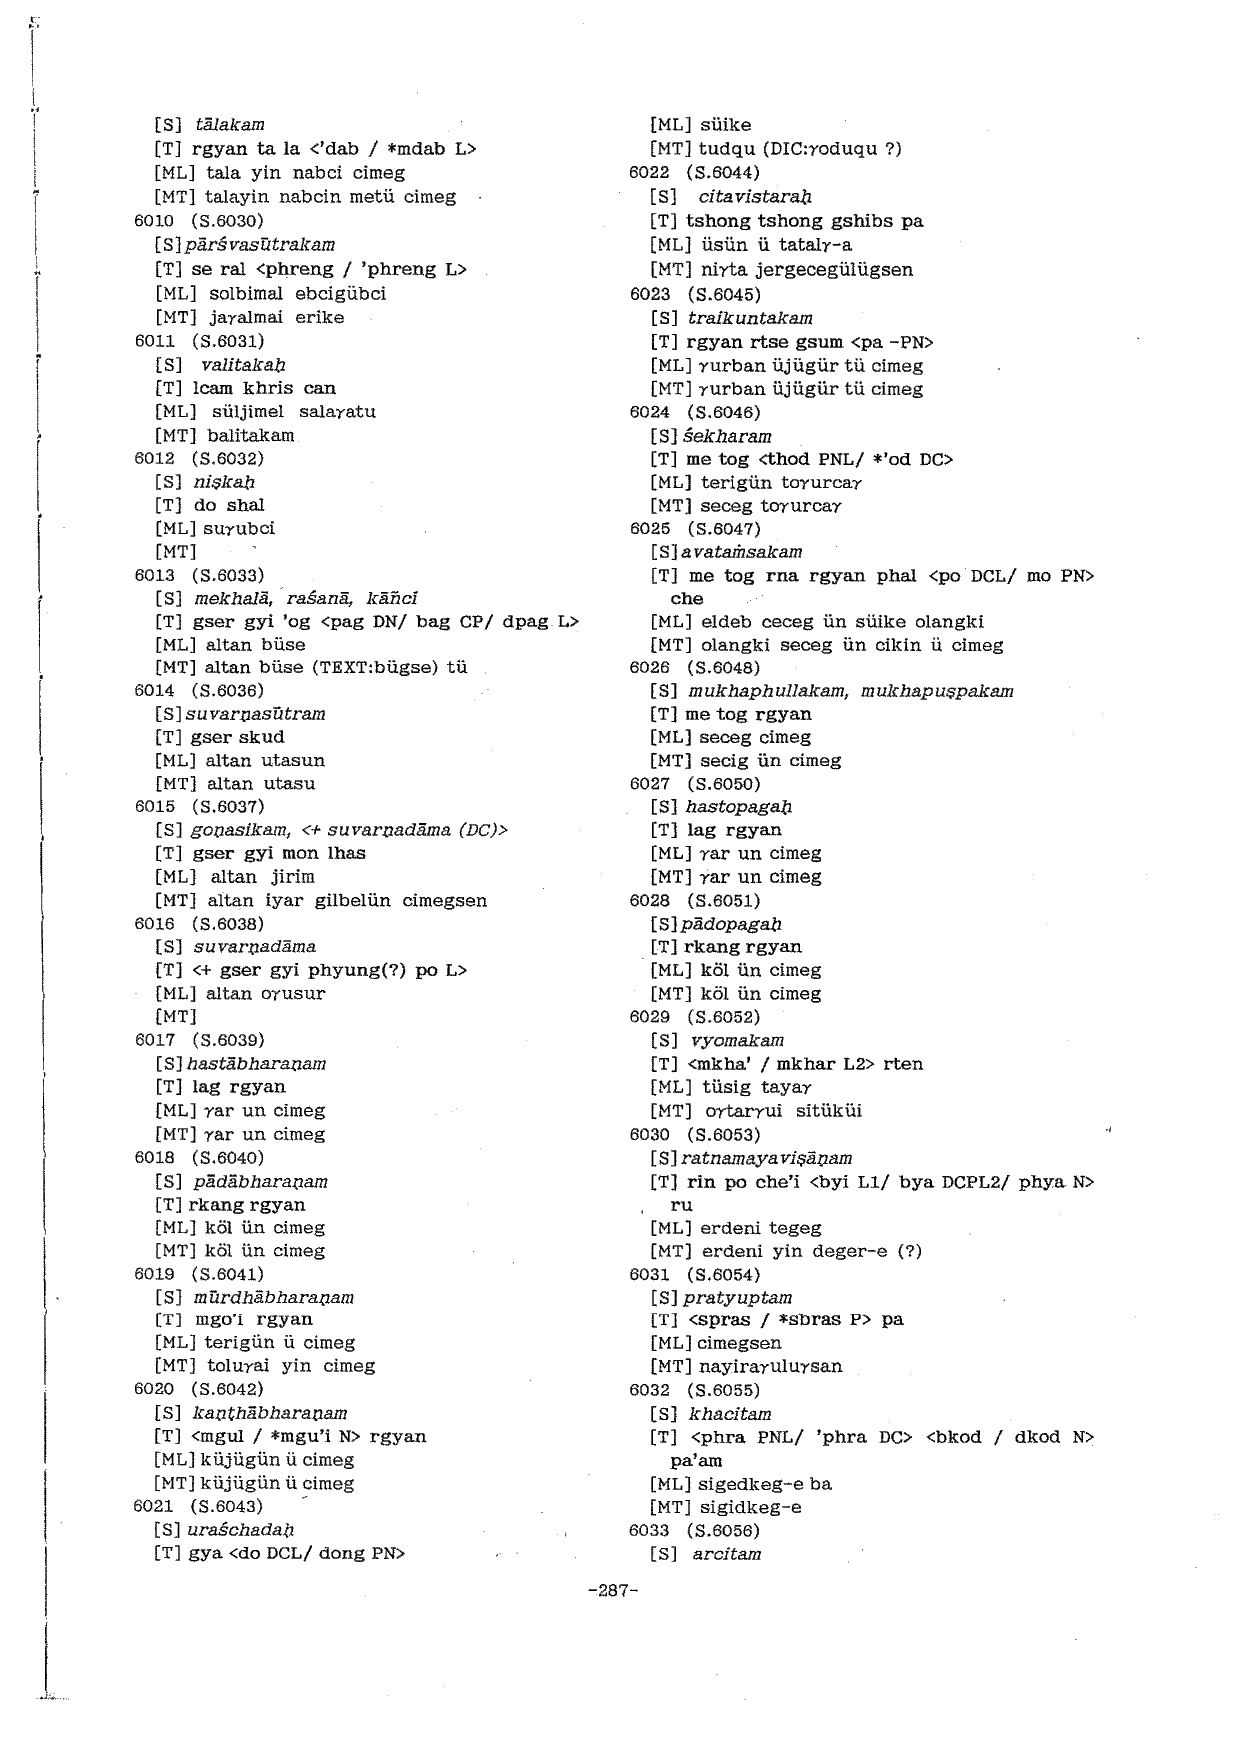 [S] tālakam
[T] rgyan ta la <'dab / *mdab L>
[ML] tala yin nabci cimeg
[MT] talayin nabcin metü cimeg
6010 (S.6030)
[S] pārśvasūtrakam
[T] se ral <phreng / 'phreng L>
[ML] solbimal ebcigübci
[MT] jaγalmai erike
6011 (S.6031)
[S] valitakaḥ
[T] lcam khris can
[ML] süljimel salaγatu
[MT] balitakam
6012 (S.6032)
[S] niṣkaḥ
[T] do shal
[ML] suγubci
[MT]
6013 (S.6033)
[S] mekhalā, raśanā, kāñcī
[T] gser gyi 'og <pag DN/ bag CP/ dpag L>
[ML] altan büse
[MT] altan büse (TEXT:bügse) tü
6014 (S.6036)
[S] suvarṇasūtram
[T] gser skud
[ML] altan utasun
[MT] altan utasu
6015 (S.6037)
[S] goṇasikam, <+ suvarṇadāma (DC)>
[T] gser gyi mon lhas
[ML] altan jirim
[MT] altan iyar gilbelün cimegsen
6016 (S.6038)
[S] suvarṇadāma
[T] <+ gser gyi phyung(?) po L>
[ML] altan oγusur
[MT]
6017 (S.6039)
[S] hastābharaṇam
[T] lag rgyan
[ML] γar un cimeg
[MT] γar un cimeg
6018 (S.6040)
[S] pādābharaṇam
[T] rkang rgyan
[ML] köl ün cimeg
[MT] köl ün cimeg
6019 (S.6041)
[S] mūrdhābharaṇam
[T] mgo'i rgyan
[ML] terigün ü cimeg
[MT] toluγai yin cimeg
6020 (S.6042)
[S] kaṇṭhābharaṇam
[T] <mgul / *mgu'i N> rgyan
[ML] küjügün ü cimeg
[MT] küjügün ü cimeg
6021 (S.6043)
[S] uraśchadaḥ
[T] gya <do DCL/ dong PN>
[ML] süike
[MT] tudqu (DIC:γoduqu ?)
6022 (S.6044)
[S] citavistaraḥ
[T] tshong tshong gshibs pa
[ML] üsün ü tatalγ-a
[MT] niγta jergecegülügsen
6023 (S.6045)
[S] traikuntakam
[T] rgyan rtse gsum <pa -PN>
[ML] γurban üjügür tü cimeg
[MT] γurban üjügür tü cimeg
6024 (S.6046)
[S] śekharam
[T] me tog <thod PNL/ *'od DC>
[ML] terigün toγurcaγ
[MT] seceg toγurcaγ
6025 (S.6047)
[S] avataṁsakam
[T] me tog rna rgyan phal <po DCL/ mo PN>
che
[ML] eldeb ceceg ün süike olangki
[MT] olangki seceg ün cikin ü cimeg
6026 (S.6048)
[S] mukhaphullakam, mukhapuṣpakam
[T] me tog rgyan
[ML] seceg cimeg
[MT] secig ün cimeg
6027 (S.6050)
[S] hastopagaḥ
[T] lag rgyan
[ML] γar un cimeg
[MT] γar un cimeg
6028 (S.6051)
[S] pādopagaḥ
[T] rkang rgyan
[ML] köl ün cimeg
[MT] köl ün cimeg
6029 (S.6052)
[S] vyomakam
[T] <mkha' / mkhar L2> rten
[ML] tüsig tayaγ
[MT] oγtarγui sitüküi
6030 (S.6053)
[S] ratnamayaviṣāṇam
[T] rin po che'i <byi L1/ bya DCPL2/ phya N>
ru
[ML] erdeni tegeg
[MT] erdeni yin deger-e (?)
6031 (S.6054)
[S] pratyuptam
[T] <spras / *sbras P> pa
[ML] cimegsen
[MT] nayiraγuluγsan
6032 (S.6055)
[S] khacitam
[T] <phra PNL/ 'phra DC> <bkod / dkod N>
pa'am
[ML] sigedkeg-e ba
[MT] sigidkeg-e
6033 (S.6056)
[S] arcitam
-287-